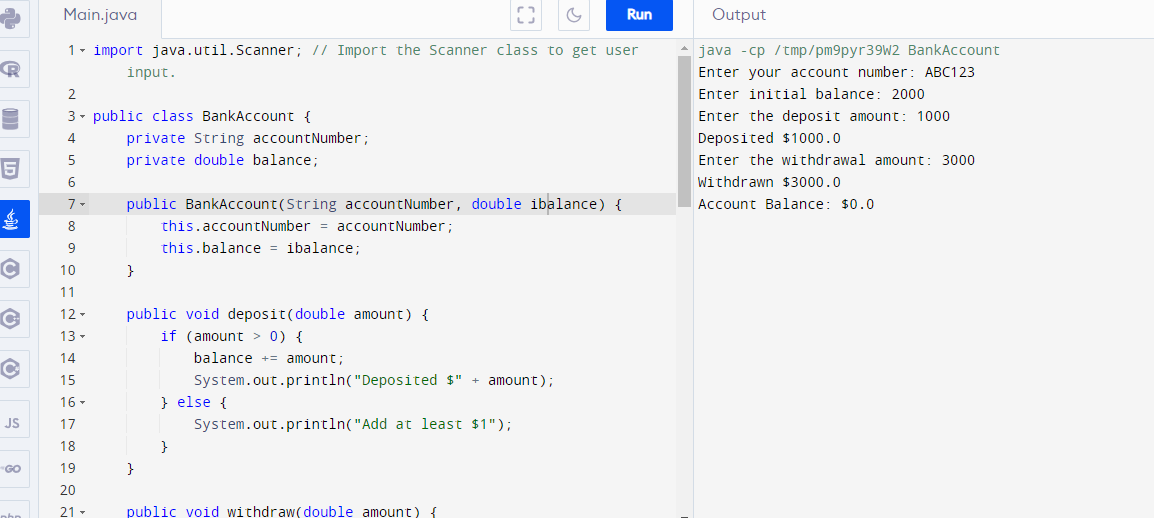 Main.java
Run
Output
1 import java.util.Scanner; // Import the Scanner class to get user
input.
2
3 public class BankAccount {
4 private String accountNumber;
5 private double balance;
6
7 public BankAccount(String accountNumber, double ibalance) {
8 this.accountNumber = accountNumber;
9 this.balance = ibalance;
10 }
11
12 public void deposit(double amount) {
13 if (amount > 0) {
14 balance += amount;
15 System.out.println("Deposited $" + amount);
16 } else {
17 System.out.println("Add at least $1");
18 }
19 }
20
21 public void withdraw(double amount) {
java -cp /tmp/pm9pyr39W2 BankAccount
Enter your account number: ABC123
Enter initial balance: 2000
Enter the deposit amount: 1000
Deposited $1000.0
Enter the withdrawal amount: 3000
Withdrawn $3000.0
Account Balance: $0.0
R
5
C
C
C
JS
GO
php